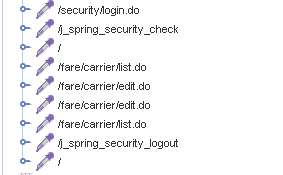 /security/login.do
/j_spring_security_check
/
/fare/carrier/list.do
/fare/carrier/edit.do
/fare/carrier/edit.do
/fare/carrier/list.do
/j_spring_security_logout
/